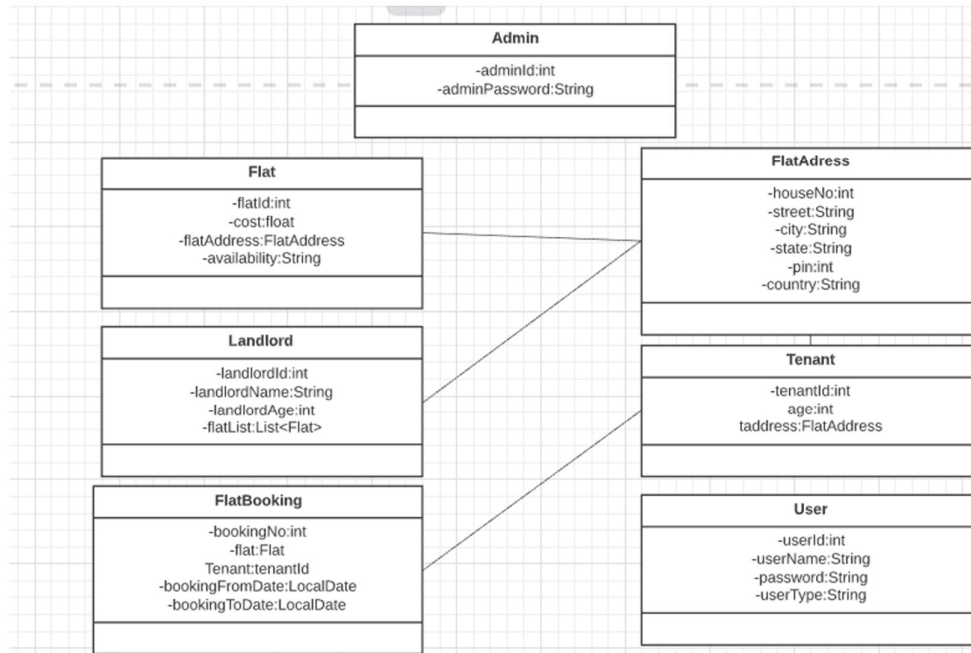 Admin
-adminId:int
-adminPassword:String
Flat
-flatId:int
-cost:float
-flatAddress:FlatAddress
-availability:String
FlatAdress
-houseNo:int
-street:String
-city:String
-state:String
-pin:int
-country:String
Landlord
-landlordId:int
-landlordName:String
-landlordAge:int
-flatList:List<Flat>
Tenant
-tenantId:int
age:int
taddress:FlatAddress
FlatBooking
-bookingNo:int
-flat:Flat
Tenant:tenantId
-bookingFromDate:LocalDate
-bookingToDate:LocalDate
User
-userId:int
-userName:String
-password:String
-userType:String